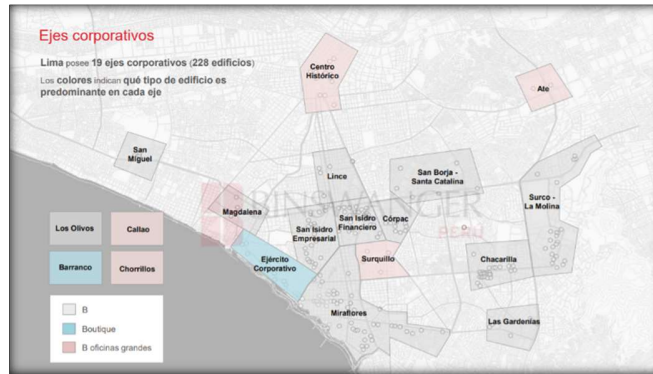 Ejes corporativos
Lima posee 19 ejes corporativos (228 edificios)
Los colores indican qué tipo de edificio es
predominante en cada eje
Centro
Histórico
Ate
San
Miguel
Lince
San Borja -
Santa Catalina
Surco -
La Molina
Magdalena
BINSWANGER
PERU
San Isidro
Empresarial
San Isidro
Financiero
Córpac
Los Olivos
Callao
Barranco
Chorrillos
Ejército
Corporativo
Surquillo
Chacarilla
Miraflores
Las Gardenias
B
Boutique
B oficinas grandes